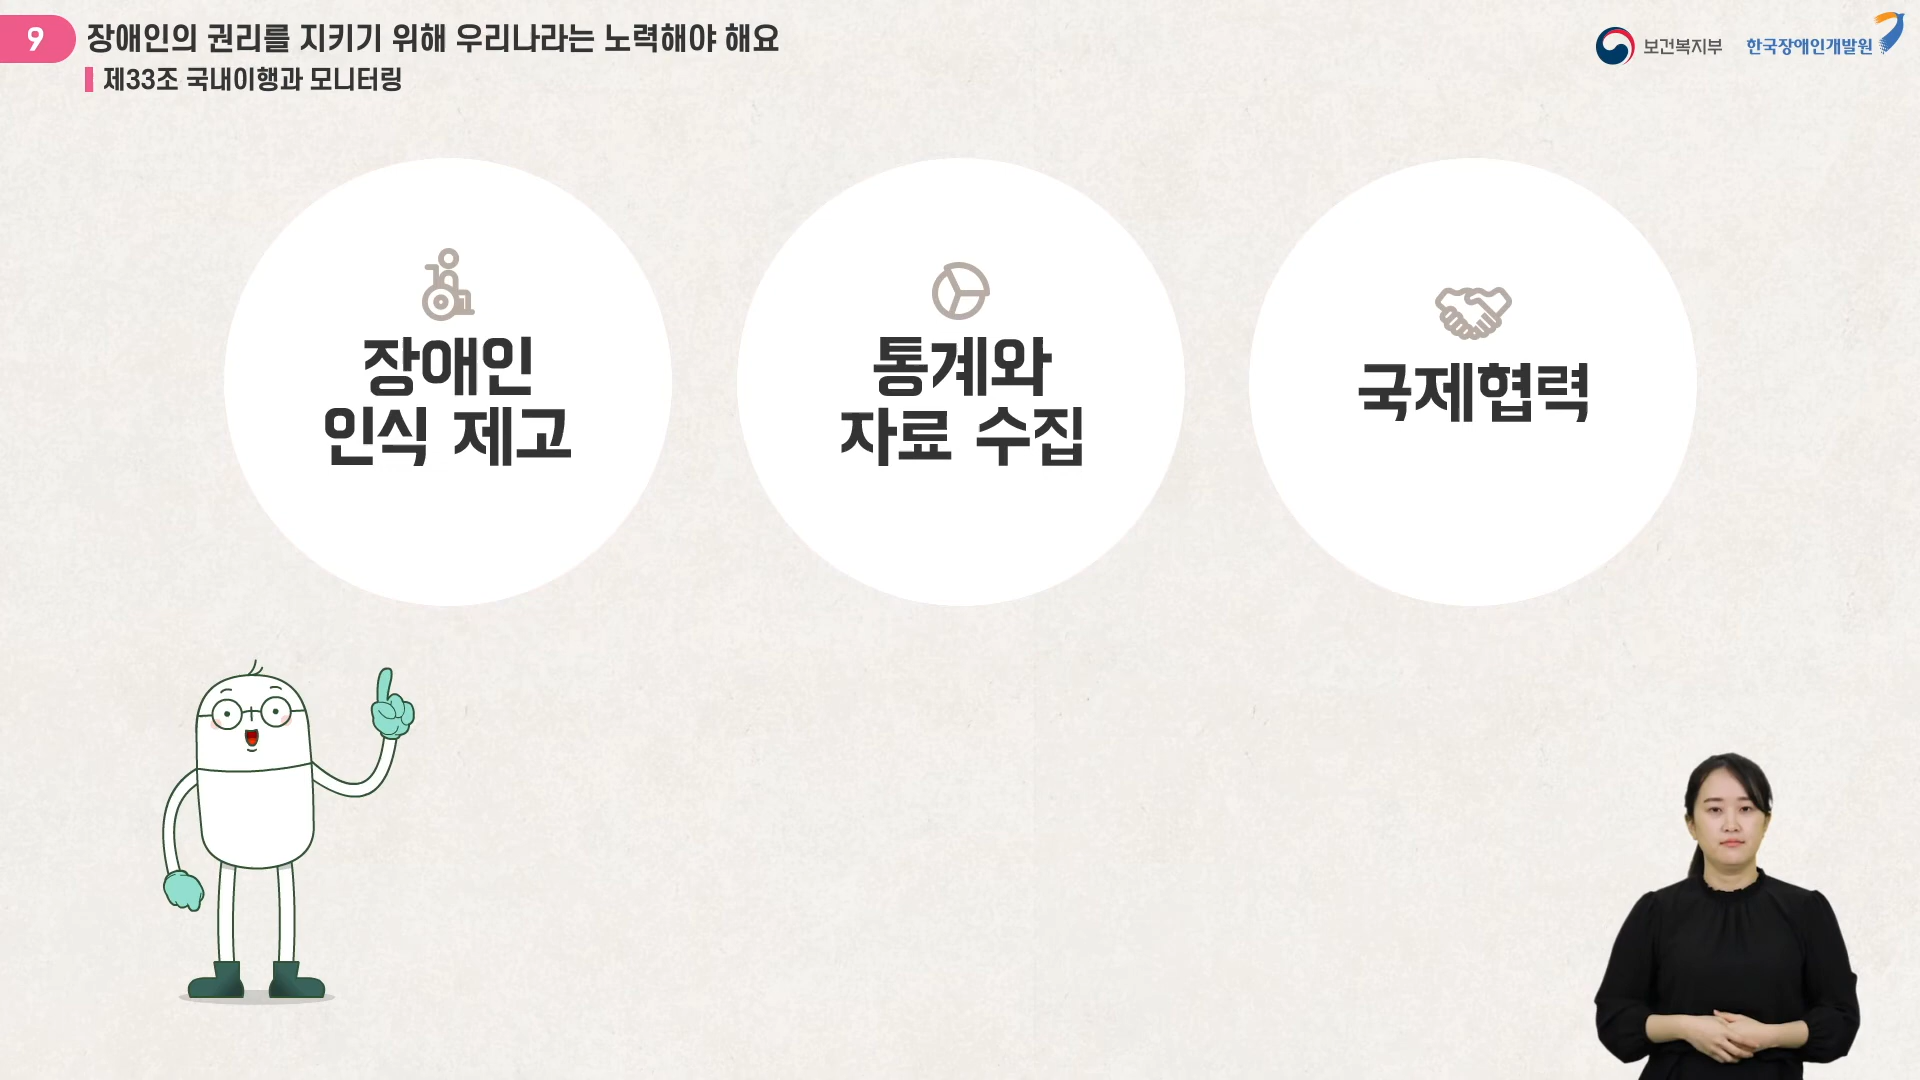 9 장애인의 권리를 지키기 위해 우리나라는 노력해야 해요
제33조 국내이행과 모니터링
보건복지부 한국장애인개발원
장애인
인식 제고
통계와
자료 수집
국제협력